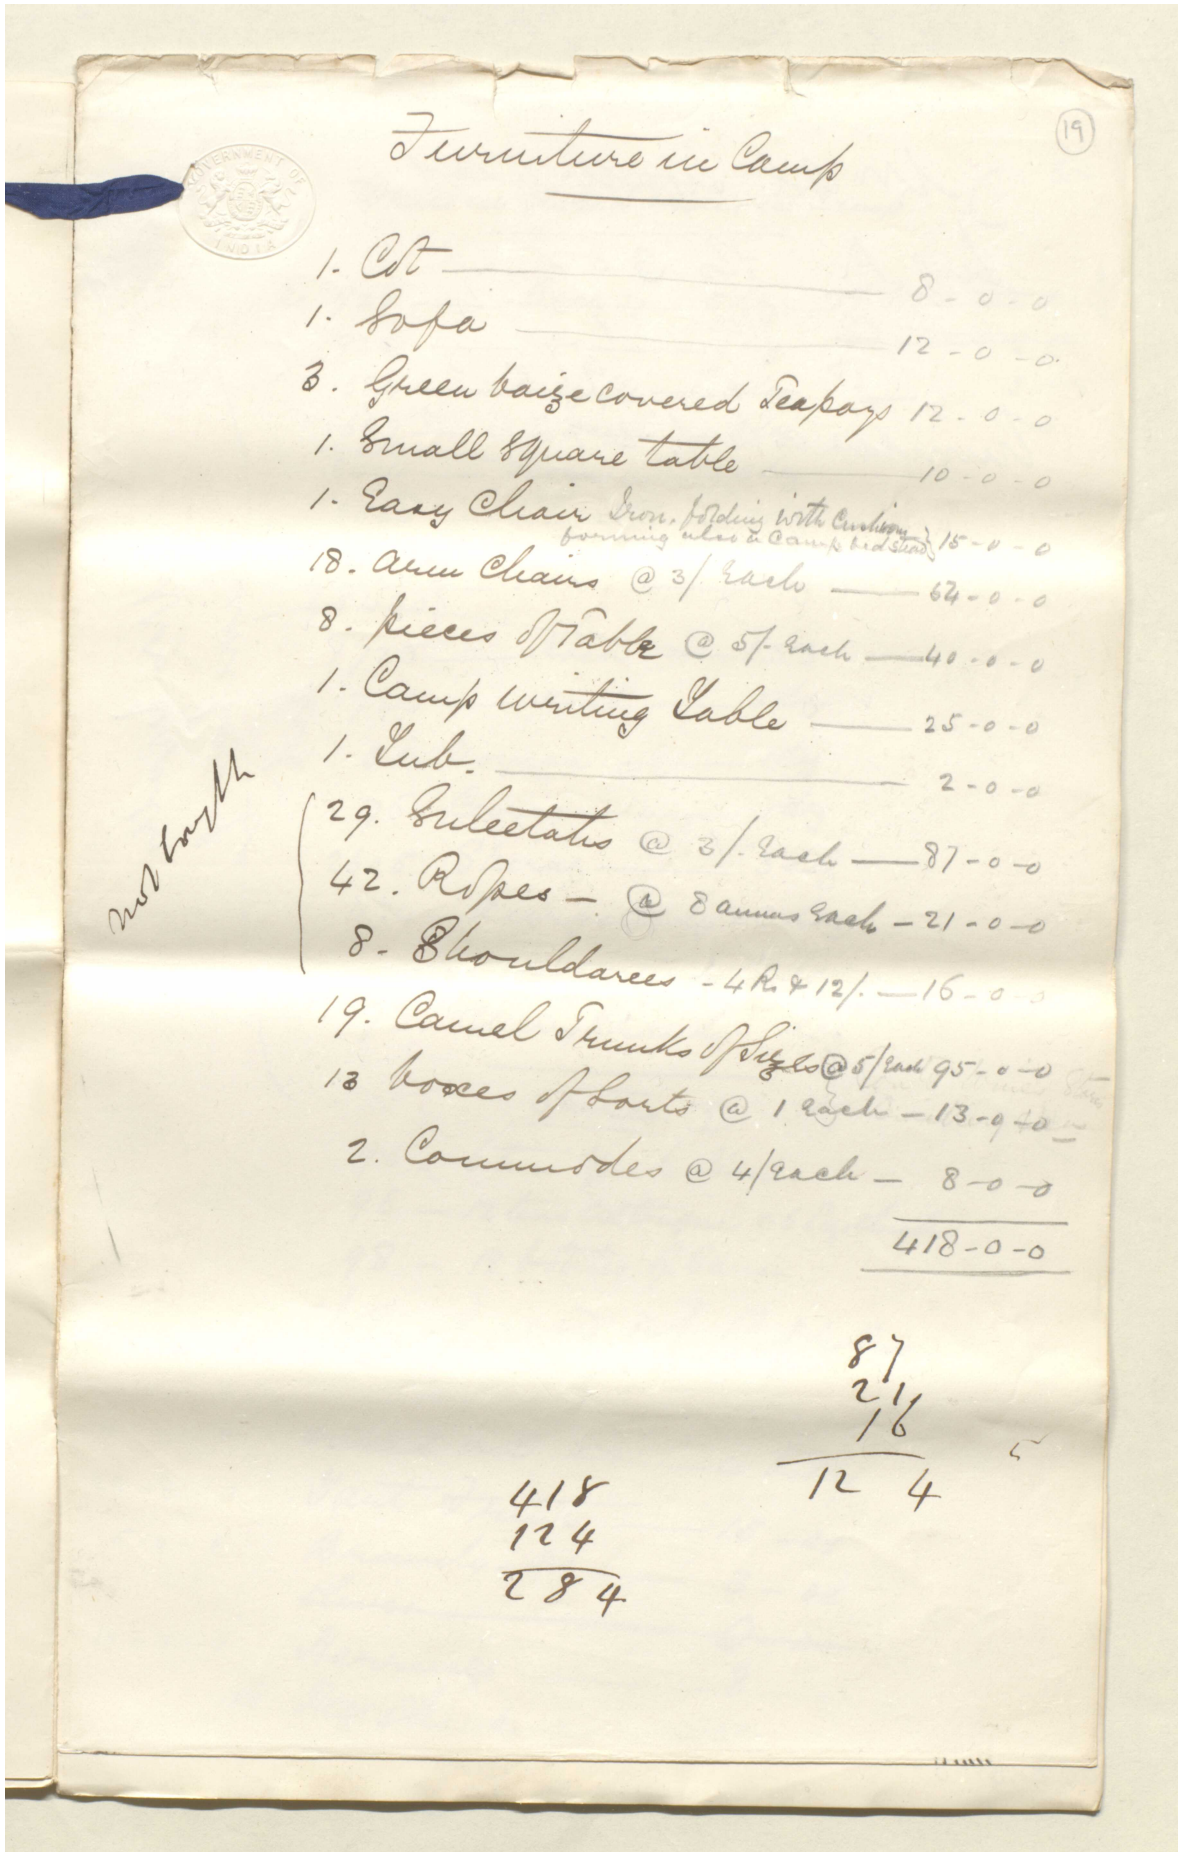 19
GOVERNMENT OF INDIA
Furniture in Camp
1. Cot 8-0-0
1. Sofa 12-0-0
3. Green baize covered Teapoys 12-0-0
1. Small Square table 10-0-0
1. Easy Chair Iron, folding with Cushions
forming also a Camp bedstead } 15-0-0
18. Arm Chairs @ 3/ Each 54-0-0
8. pieces of Table @ 5/- Each 40-0-0
1. Camp writing Table 25-0-0
1. Tub. 2-0-0
not bought
29. Suleetahs @ 3/. Each 87-0-0
42. Ropes - @ 8 annas Each - 21-0-0
8. Shouldarees - 4 Rs & 12/. 16-0-0
19. Camel Trunks of Sizes @ 5/ Each 95-0-0
13 boxes of Sorts @ 1 Each - 13-0-0
2. Commodes @ 4/ Each - 8-0-0
418-0-0
87
21
16
124
418
124
284